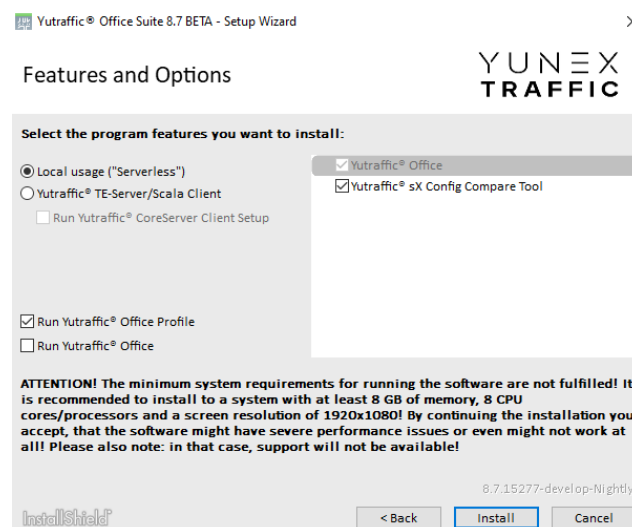 Yutraffic® Office Suite 8.7 BETA - Setup Wizard
Features and Options
YUNEX
TRAFFIC
Select the program features you want to install:
Local usage ("Serverless")
Yutraffic® TE-Server/Scala Client
Run Yutraffic® CoreServer Client Setup
Yutraffic® Office
Yutraffic® sX Config Compare Tool
Run Yutraffic® Office Profile
Run Yutraffic® Office
ATTENTION! The minimum system requirements for running the software are not fulfilled! It
is recommended to install to a system with at least 8 GB of memory, 8 CPU
cores/processors and a screen resolution of 1920x1080! By continuing the installation you
accept, that the software might have severe performance issues or even might not work at
all! Please also note: in that case, support will not be available!
8.7.15277-develop-Nightly
InstallShield
< Back
Install
Cancel